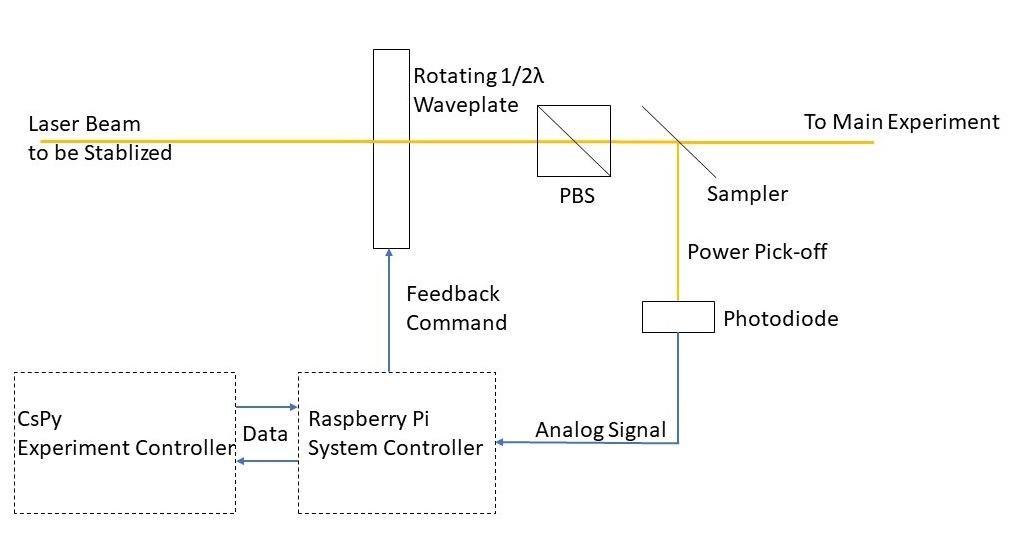 Rotating 1/2λ
Waveplate
Laser Beam
to be Stablized
To Main Experiment
PBS
Sampler
Power Pick-off
Feedback
Command
Photodiode
CsPy
Experiment Controller
Data
Raspberry Pi
System Controller
Analog Signal